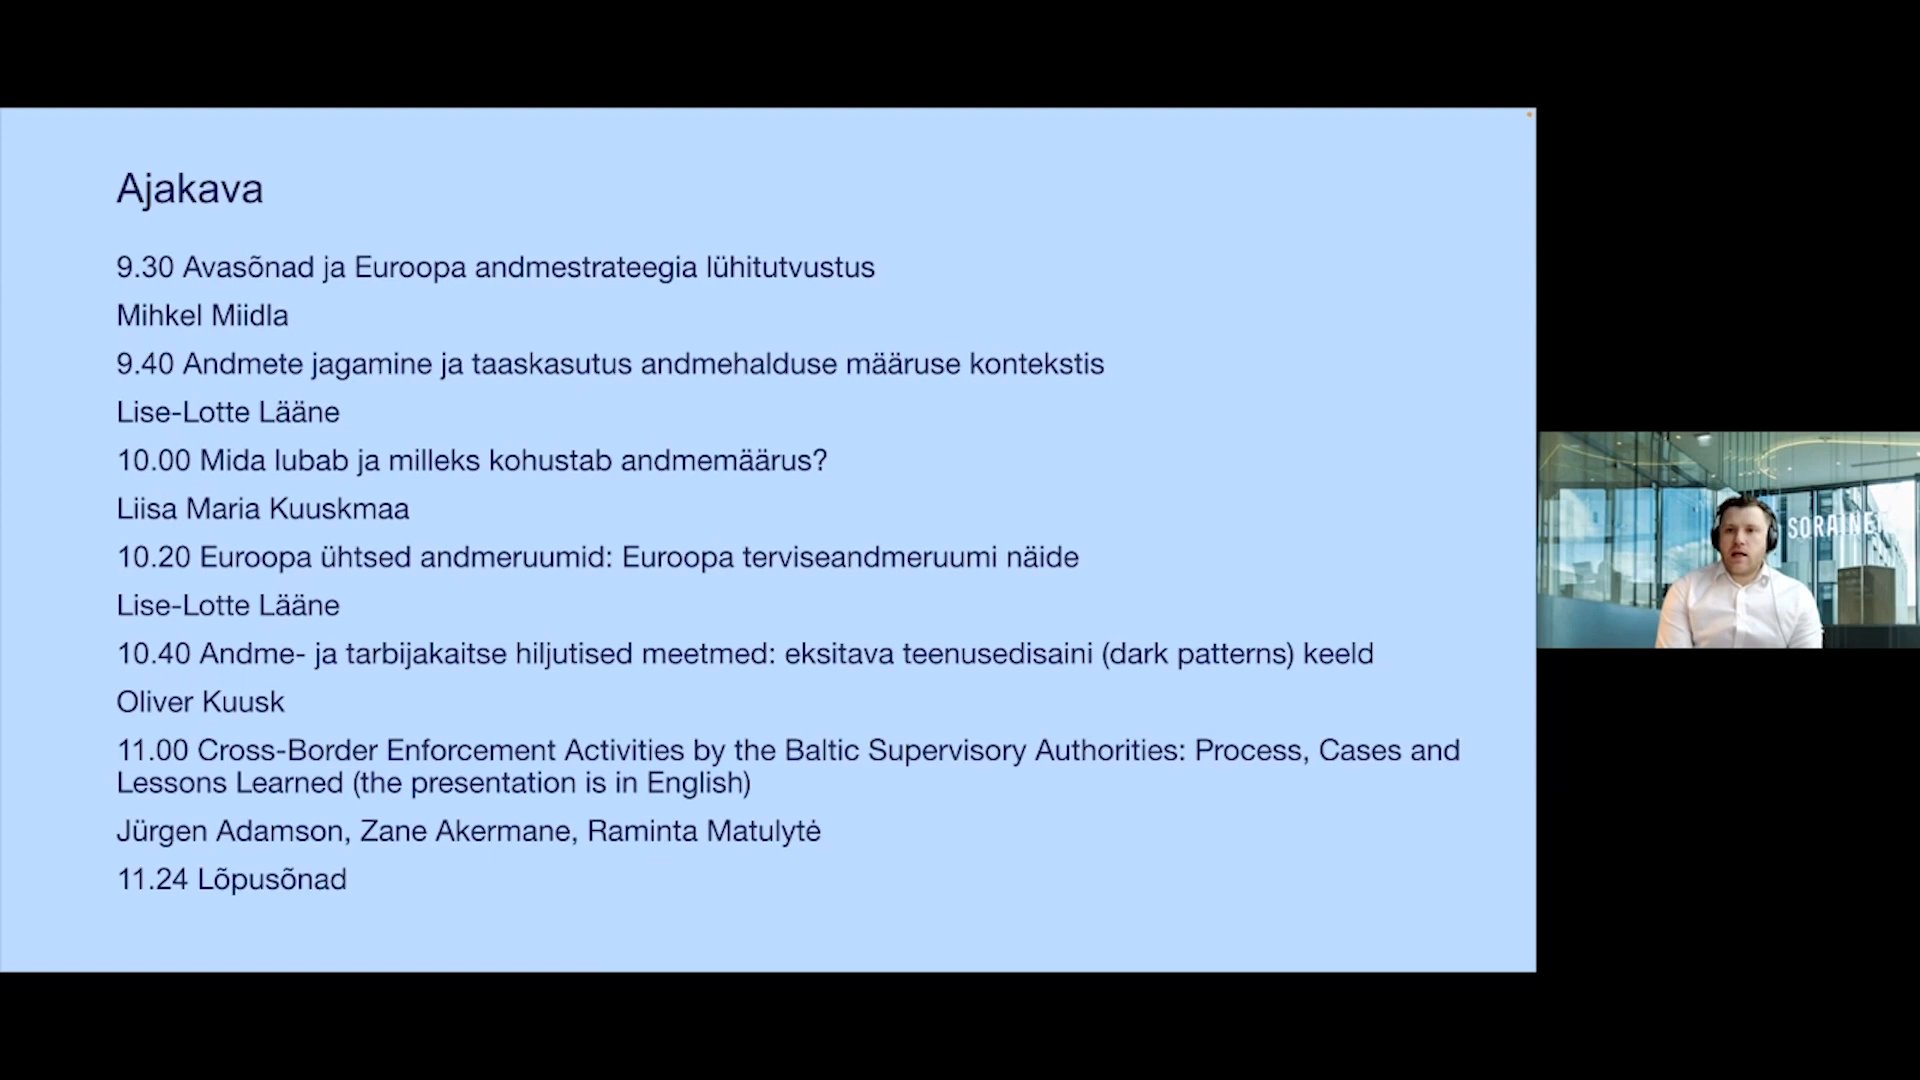 Ajakava
9.30 Avasõnad ja Euroopa andmestrateegia lühitutvustus
Mihkel Miidla
9.40 Andmete jagamine ja taaskasutus andmehalduse määruse kontekstis
Lise-Lotte Lääne
10.00 Mida lubab ja milleks kohustab andmemäärus?
Liisa Maria Kuuskmaa
10.20 Euroopa ühtsed andmeruumid: Euroopa terviseandmeruumi näide
Lise-Lotte Lääne
10.40 Andme- ja tarbijakaitse hiljutised meetmed: eksitava teenusedisaini (dark patterns) keeld
Oliver Kuusk
11.00 Cross-Border Enforcement Activities by the Baltic Supervisory Authorities: Process, Cases and
Lessons Learned (the presentation is in English)
Jürgen Adamson, Zane Akermane, Raminta Matulytė
11.24 Lõpusõnad
SORAINEN